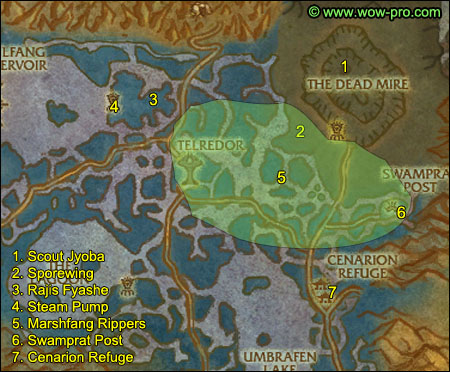 © www.wow-pro.com
LFANG
ERVOIR
1
THE DEAD MIRE
4
3
2
TELREDOR
5
SWAMPRAT
POST
6
1. Scout Jyoba
2. Sporewing
3. Rajis Fyashe
4. Steam Pump
5. Marshfang Rippers
6. Swamprat Post
7. Cenarion Refuge
THE
CENARION
REFUGE
7
UMBRAFEN
LAKE